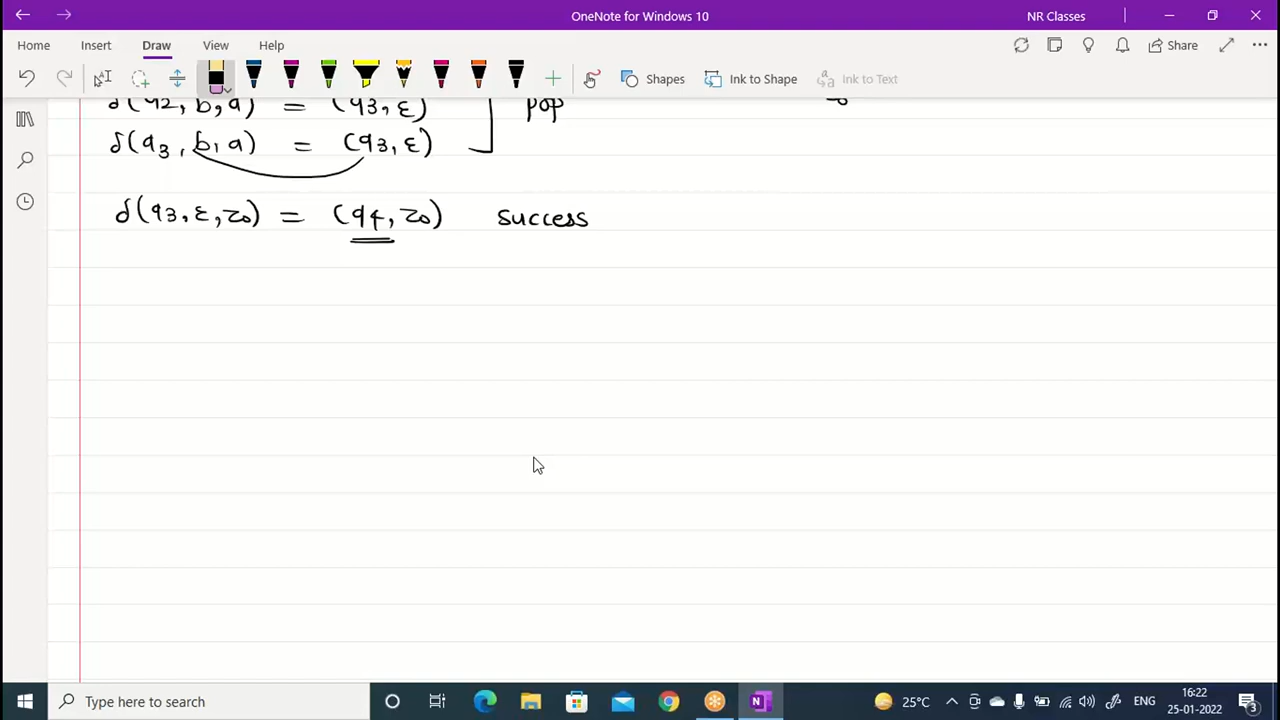 OneNote for Windows 10
NR Classes
Home Insert Draw View Help
Share
Shapes
Ink to Shape
Ink to Text
δ(q2, b, a) = (q3, ε)
pop
δ(q3, b, a) = (q3, ε)
δ(q3, ε, z0) = (qf, z0) success
Type here to search
25°C
ENG
16:22
25-01-2022
3